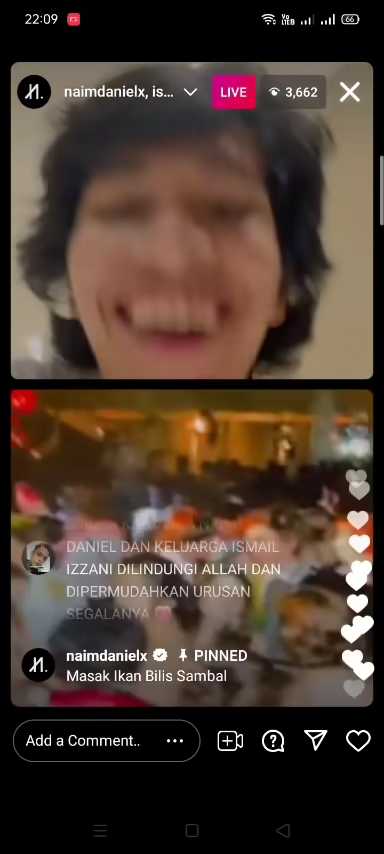 22:09
66
naimdanielx, is...
LIVE
3,662
DANIEL DAN KELUARGA ISMAIL
IZZANI DILINDUNGI ALLAH DAN
DIPERMUDAHKAN URUSAN
SEGALANYA
naimdanielx PINNED
Masak Ikan Bilis Sambal
Add a Comment..